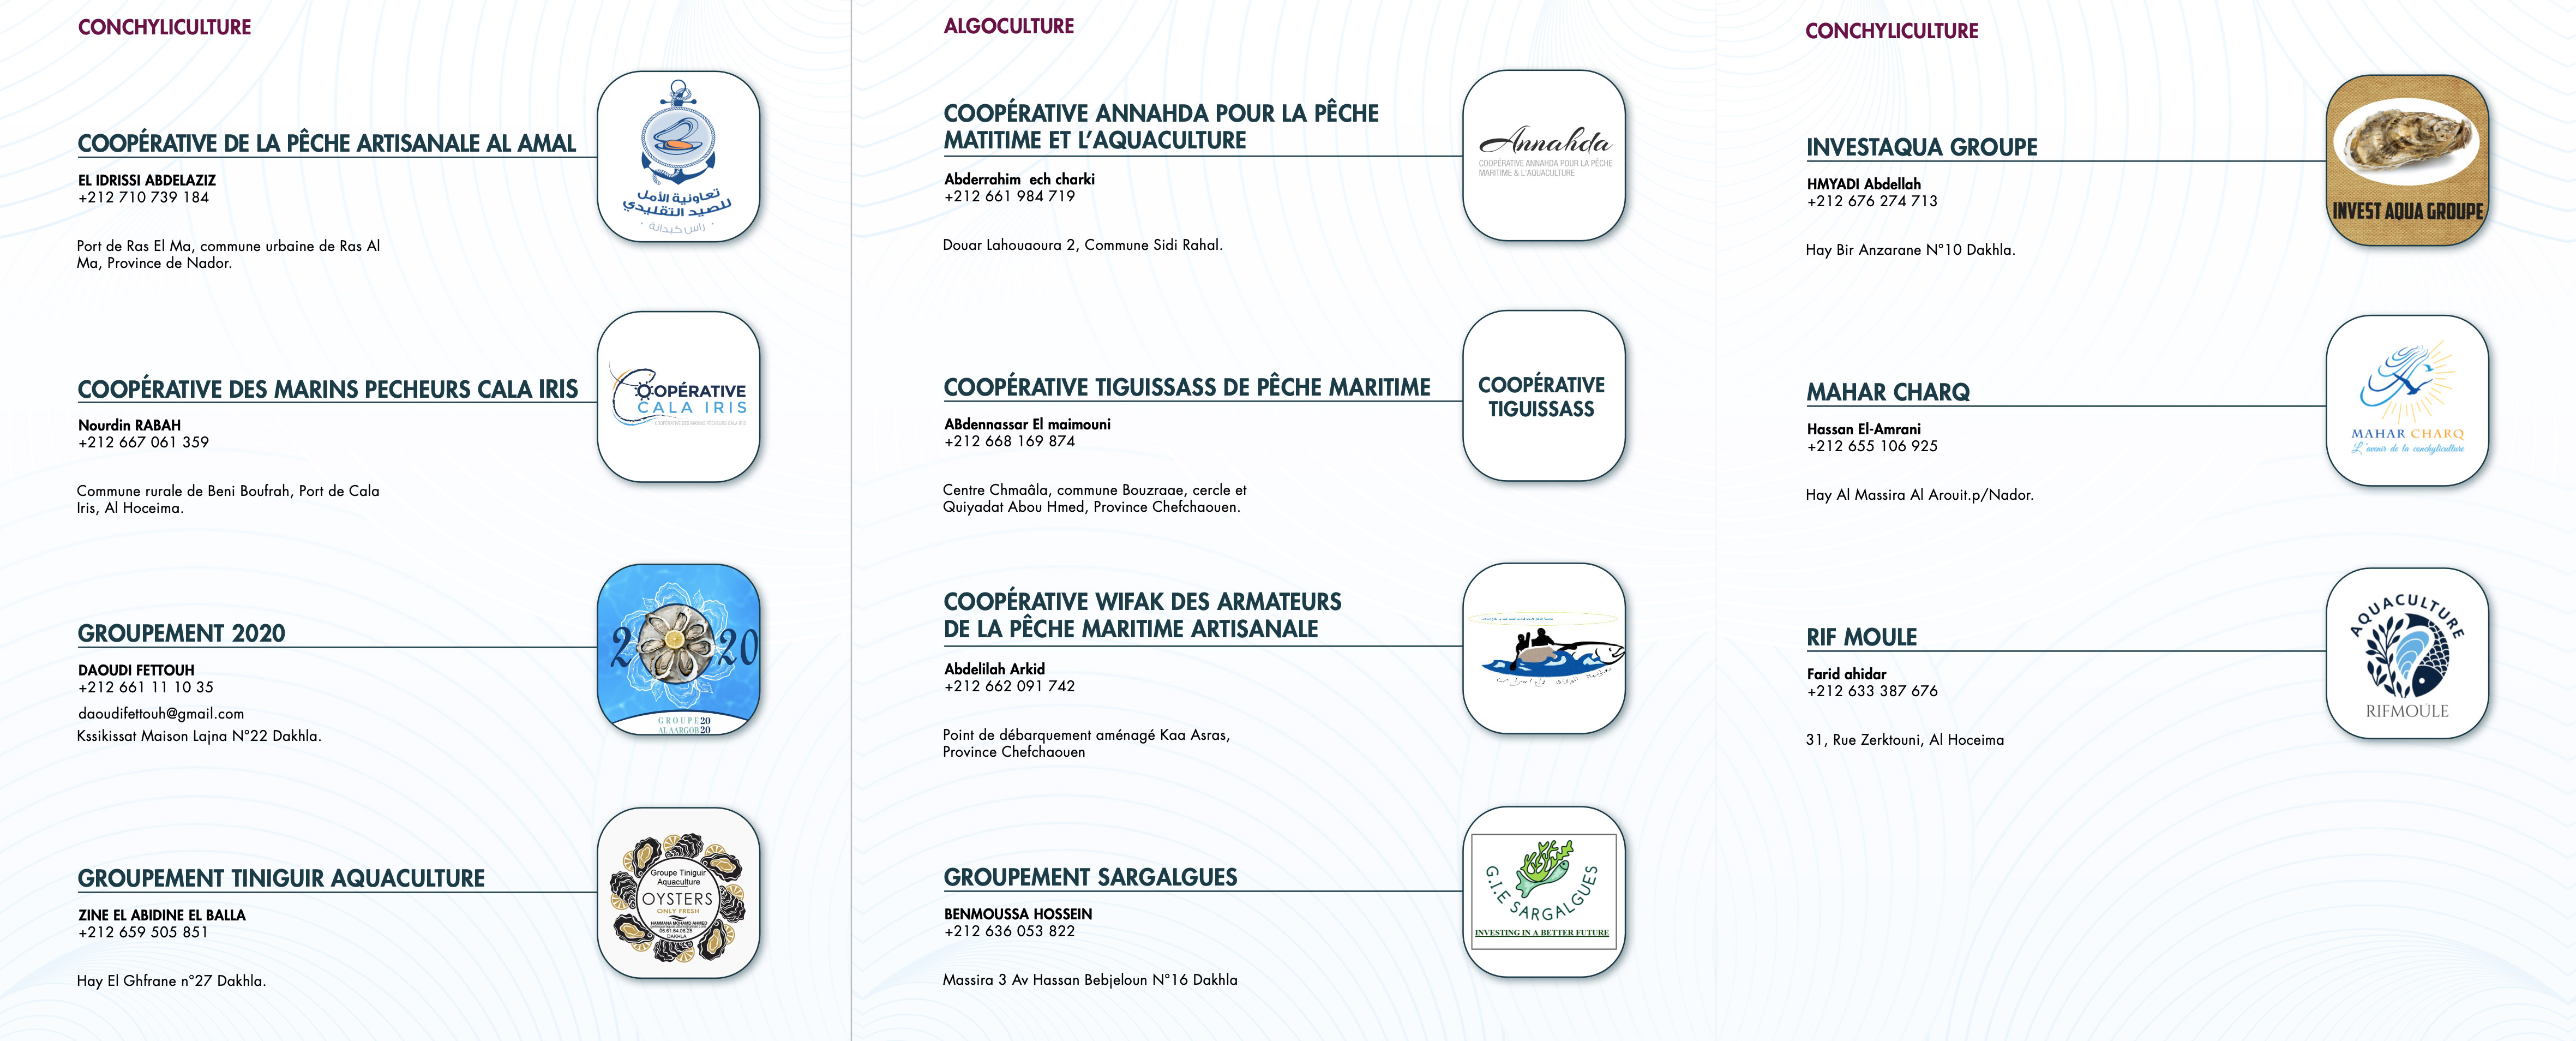 CONCHYLICULTURE
COOPÉRATIVE DE LA PÊCHE ARTISANALE AL AMAL
EL IDRISSI ABDELAZIZ
+212 710 739 184
Port de Ras El Ma, commune urbaine de Ras Al
Ma, Province de Nador.
تعاونية الأمل
للصيد التقليدي
راس كبدانة
COOPÉRATIVE DES MARINS PECHEURS CALA IRIS
Nourdin RABAH
+212 667 061 359
Commune rurale de Beni Boufrah, Port de Cala
Iris, Al Hoceima.
COOPÉRATIVE
CALA IRIS
COOPÉRATIVE DES MARINS PÊCHEURS CALA IRIS
GROUPEMENT 2020
DAOUDI FETTOUH
+212 661 11 10 35
daoudifettouh@gmail.com
Kssikissat Maison Lajna N°22 Dakhla.
2020
GROUPE20
ALAARGOB20
GROUPEMENT TINIGUIR AQUACULTURE
ZINE EL ABIDINE EL BALLA
+212 659 505 851
Hay El Ghfrane n°27 Dakhla.
Groupe Tiniguir
Aquaculture
OYSTERS
ONLY FRESH
HAMMANA MOHAMD AHMED
06.61.64.06.25
DAKHLA
ALGOCULTURE
COOPÉRATIVE ANNAHDA POUR LA PÊCHE
MATITIME ET L’AQUACULTURE
Abderrahim ech charki
+212 661 984 719
Douar Lahouaoura 2, Commune Sidi Rahal.
Annahda
COOPÉRATIVE ANNAHDA POUR LA PÊCHE
MARITIME & L'AQUACULTURE
COOPÉRATIVE TIGUISSASS DE PÊCHE MARITIME
ABdennassar El maimouni
+212 668 169 874
Centre Chmaâla, commune Bouzraae, cercle et
Quiyadat Abou Hmed, Province Chefchaouen.
COOPÉRATIVE
TIGUISSASS
COOPÉRATIVE WIFAK DES ARMATEURS
DE LA PÊCHE MARITIME ARTISANALE
Abdelilah Arkid
+212 662 091 742
Point de débarquement aménagé Kaa Asras,
Province Chefchaouen
GROUPEMENT SARGALGUES
BENMOUSSA HOSSEIN
+212 636 053 822
Massira 3 Av Hassan Bebjeloun N°16 Dakhla
G.I.E SARGALGUES
INVESTING IN A BETTER FUTURE
CONCHYLICULTURE
INVESTAQUA GROUPE
HMYADI Abdellah
+212 676 274 713
Hay Bir Anzarane N°10 Dakhla.
INVEST AQUA GROUPE
MAHAR CHARQ
Hassan El-Amrani
+212 655 106 925
Hay Al Massira Al Arouit.p/Nador.
MAHAR CHARQ
L'avenir de la conchyliculture
RIF MOULE
Farid ahidar
+212 633 387 676
31, Rue Zerktouni, Al Hoceima
AQUACULTURE
RIFMOULE